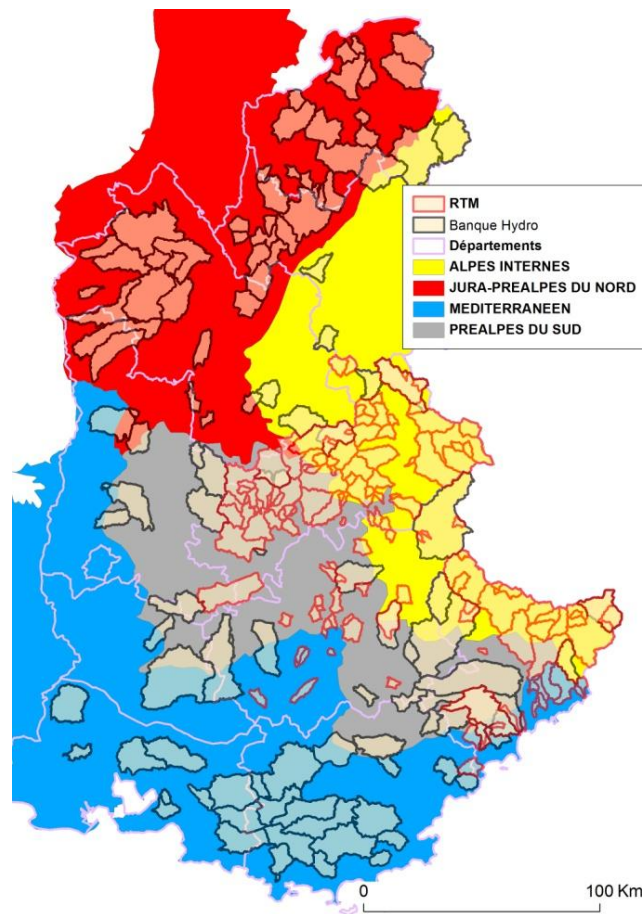 RTM
Banque Hydro
Départements
ALPES INTERNES
JURA-PREALPES DU NORD
MEDITERRANEEN
PREALPES DU SUD
0 100 Km